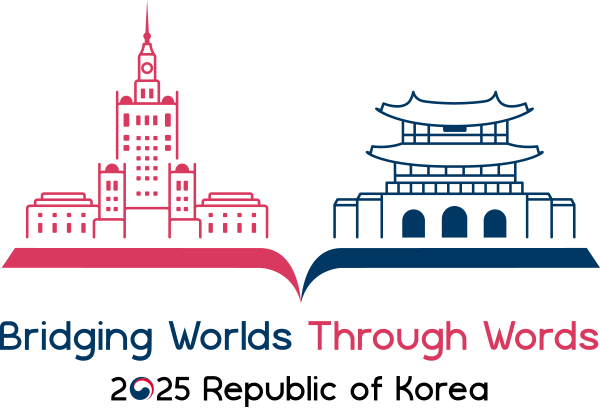 Bridging Worlds Through Words
2025 Republic of Korea